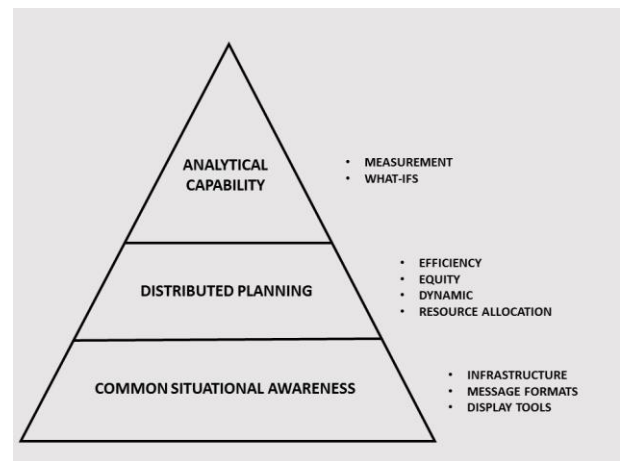 ANALYTICAL
CAPABILITY
• MEASUREMENT
• WHAT-IFS
DISTRIBUTED PLANNING
• EFFICIENCY
• EQUITY
• DYNAMIC
• RESOURCE ALLOCATION
COMMON SITUATIONAL AWARENESS
• INFRASTRUCTURE
• MESSAGE FORMATS
• DISPLAY TOOLS